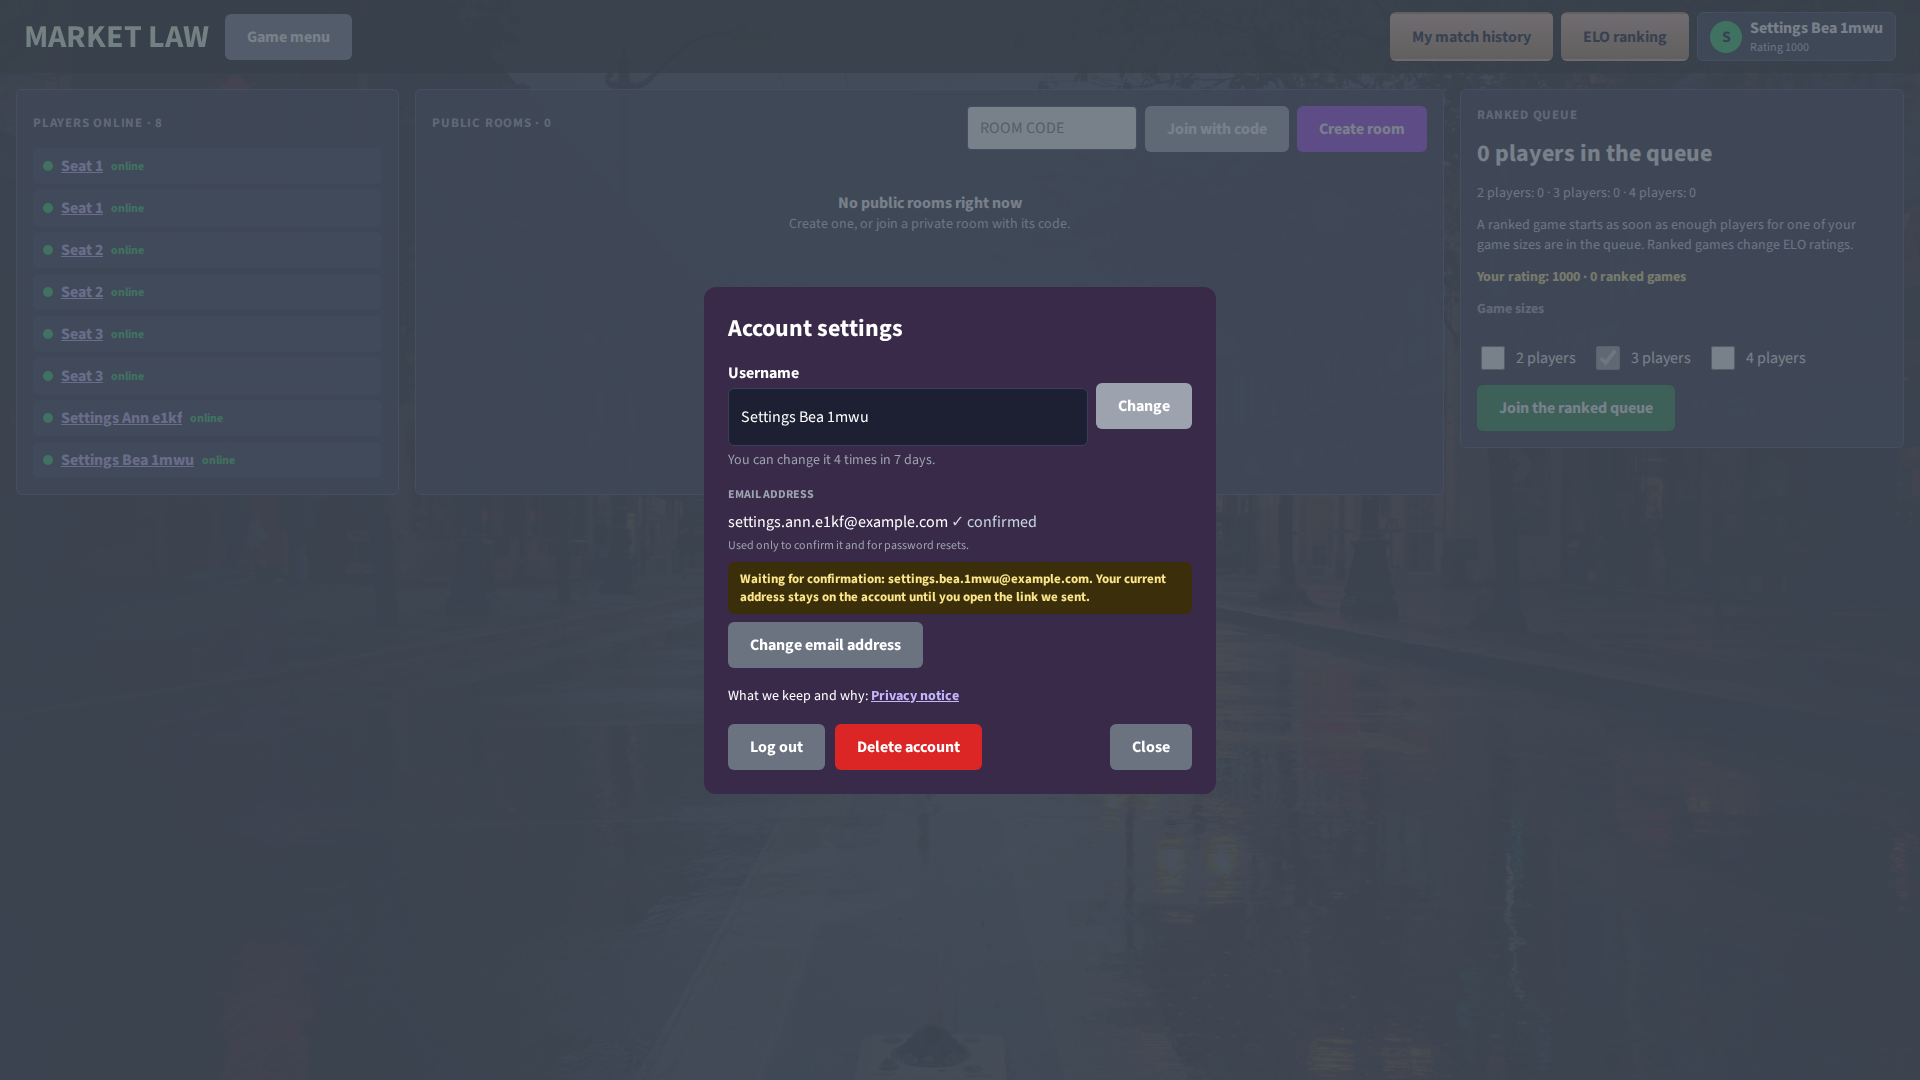 MARKET LAW
Game menu
My match history
ELO ranking
S
Settings Bea 1mwu
Rating 1000
PLAYERS ONLINE · 8
Seat 1 online
Seat 1 online
Seat 2 online
Seat 2 online
Seat 3 online
Seat 3 online
Settings Ann e1kf online
Settings Bea 1mwu online
PUBLIC ROOMS · 0
ROOM CODE
Join with code
Create room
No public rooms right now
Create one, or join a private room with its code.
RANKED QUEUE
0 players in the queue
2 players: 0 · 3 players: 0 · 4 players: 0
A ranked game starts as soon as enough players for one of your
game sizes are in the queue. Ranked games change ELO ratings.
Your rating: 1000 · 0 ranked games
Game sizes
2 players
3 players
4 players
Join the ranked queue
Account settings
Username
Settings Bea 1mwu
Change
You can change it 4 times in 7 days.
EMAIL ADDRESS
settings.ann.e1kf@example.com ✓ confirmed
Used only to confirm it and for password resets.
Waiting for confirmation: settings.bea.1mwu@example.com. Your current
address stays on the account until you open the link we sent.
Change email address
What we keep and why: Privacy notice
Log out
Delete account
Close